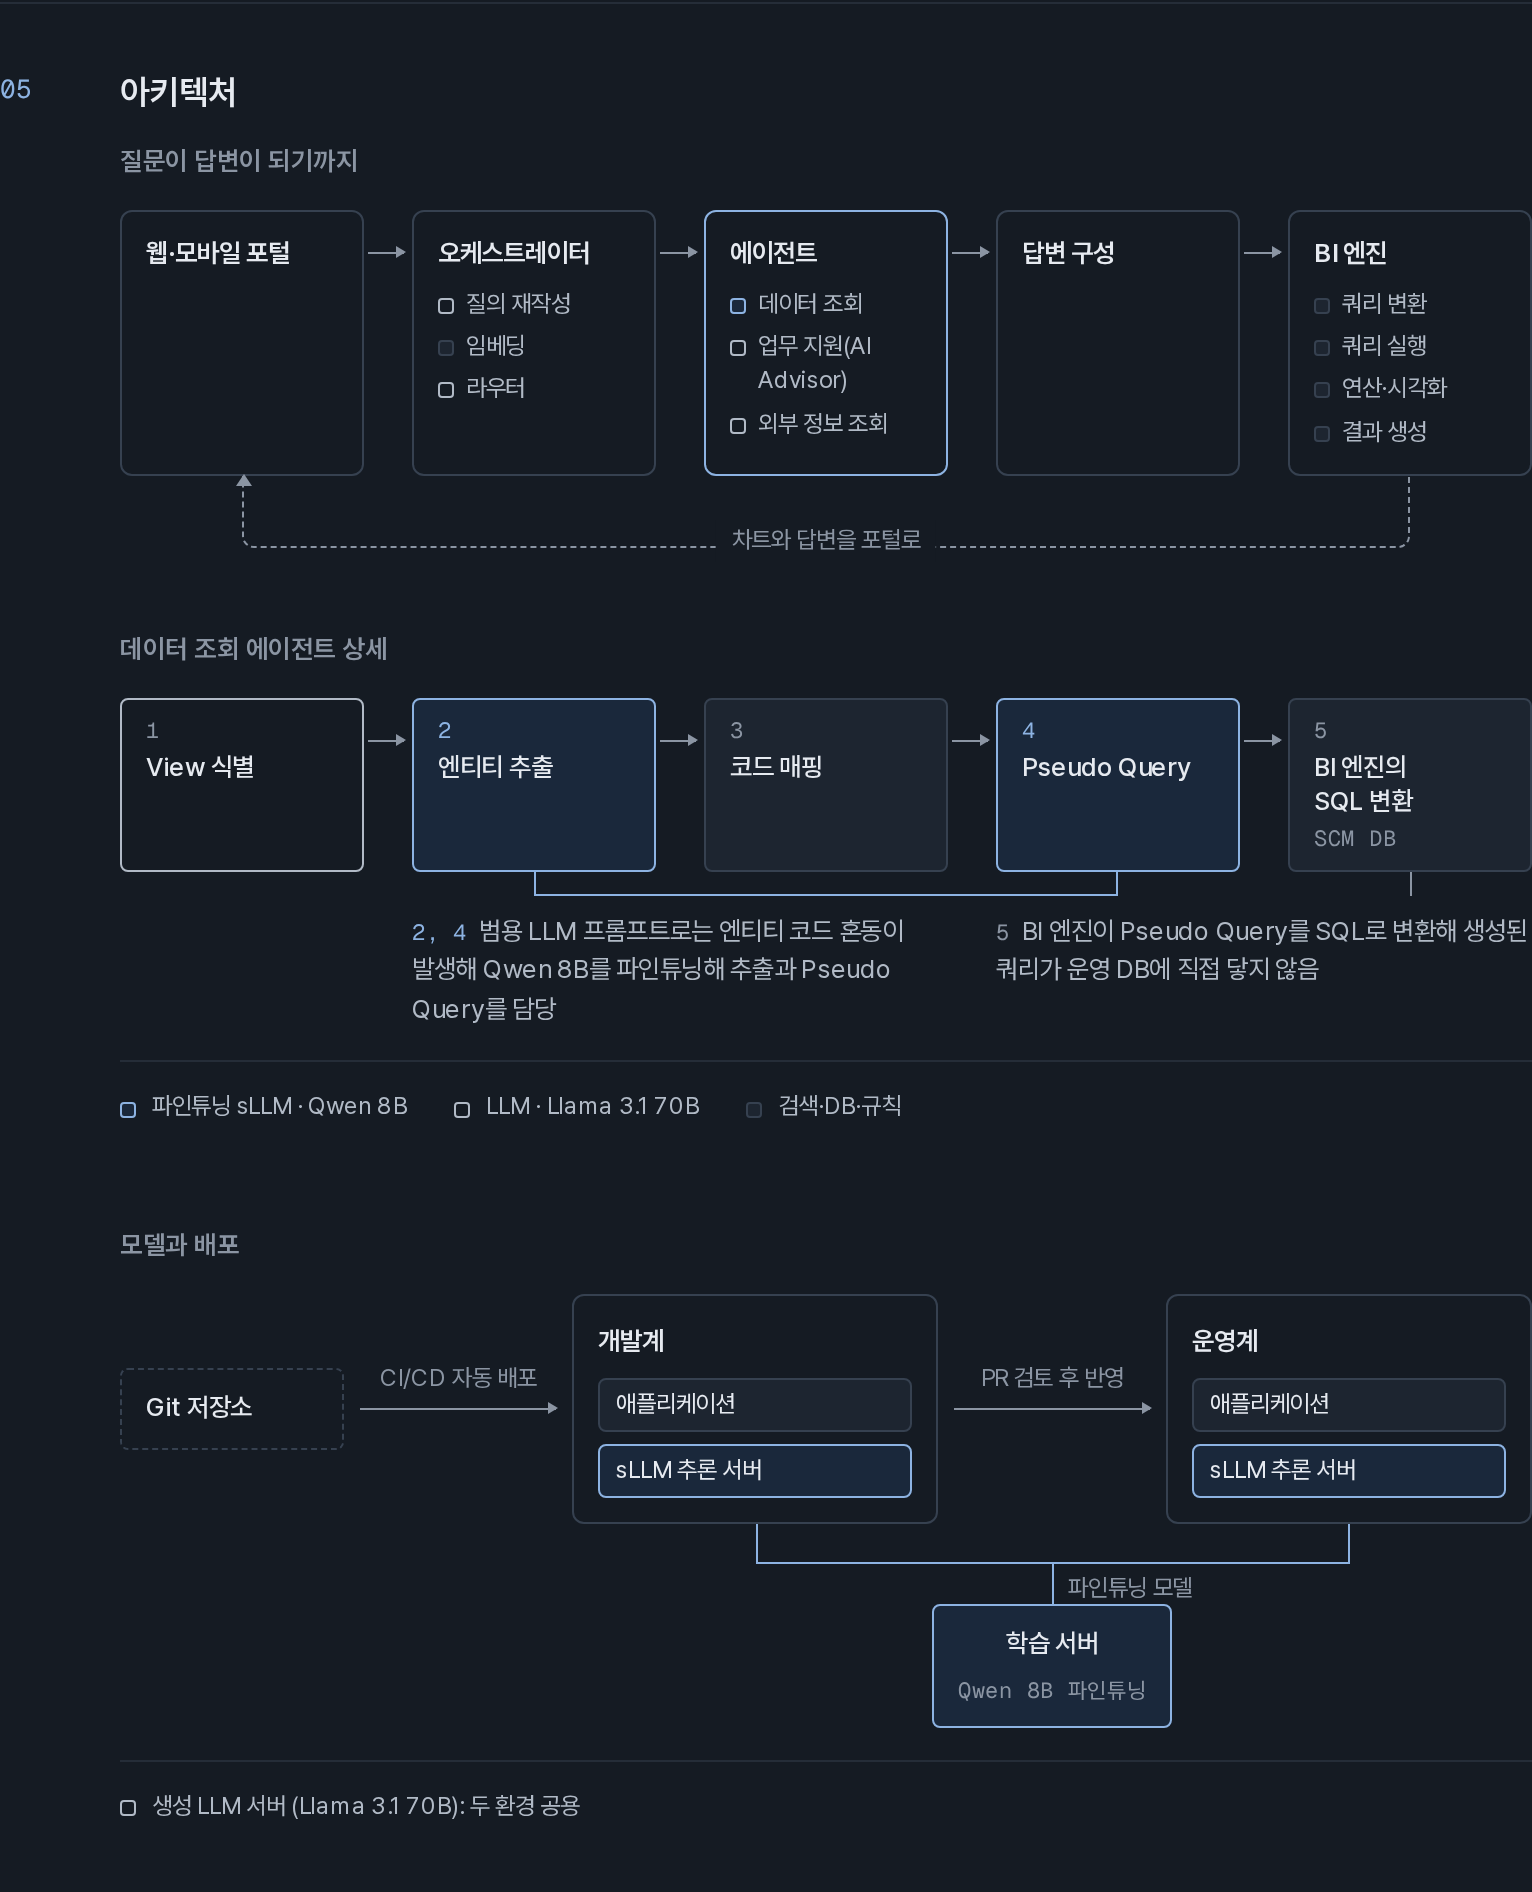 05
아키텍처
질문이 답변이 되기까지
웹·모바일 포털
오케스트레이터
질의 재작성
임베딩
라우터
에이전트
데이터 조회
업무 지원(AI
Advisor)
외부 정보 조회
답변 구성
BI 엔진
쿼리 변환
쿼리 실행
연산·시각화
결과 생성
차트와 답변을 포털로
데이터 조회 에이전트 상세
1
View 식별
2
엔티티 추출
3
코드 매핑
4
Pseudo Query
5
BI 엔진의
SQL 변환
SCM DB
2, 4 범용 LLM 프롬프트로는 엔티티 코드 혼동이
발생해 Qwen 8B를 파인튜닝해 추출과 Pseudo
Query를 담당
5 BI 엔진이 Pseudo Query를 SQL로 변환해 생성된
쿼리가 운영 DB에 직접 닿지 않음
파인튜닝 sLLM · Qwen 8B
LLM · Llama 3.1 70B
검색·DB·규칙
모델과 배포
Git 저장소
CI/CD 자동 배포
개발계
애플리케이션
sLLM 추론 서버
PR 검토 후 반영
운영계
애플리케이션
sLLM 추론 서버
파인튜닝 모델
학습 서버
Qwen 8B 파인튜닝
생성 LLM 서버 (Llama 3.1 70B): 두 환경 공용